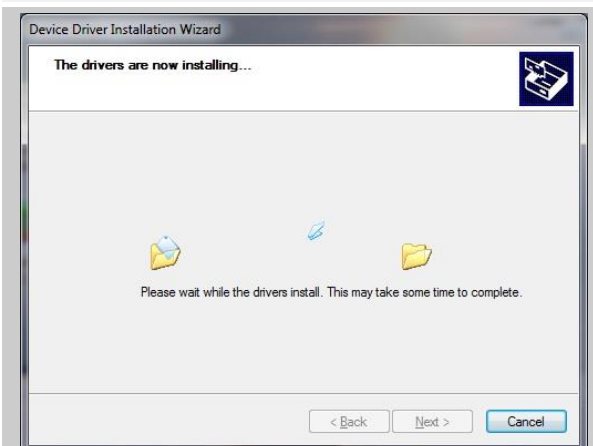 Device Driver Installation Wizard
The drivers are now installing...
Please wait while the drivers install. This may take some time to complete.
< Back Next > Cancel